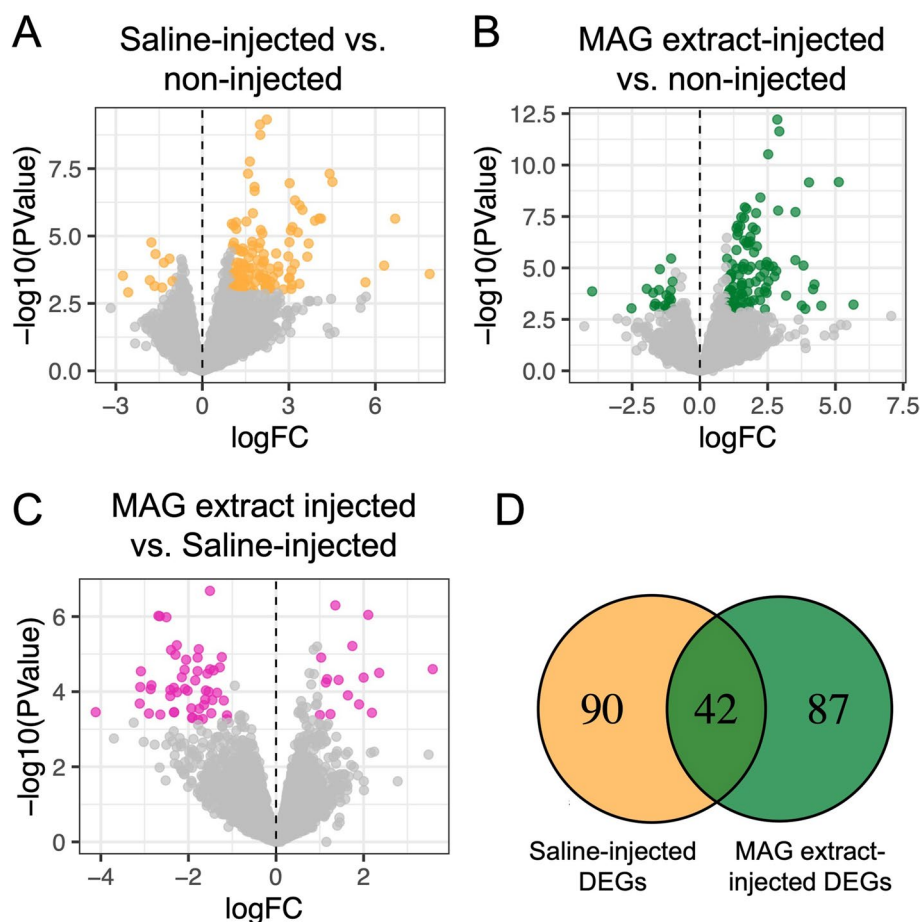 A
Saline-injected vs.
non-injected
−log10(PValue)
7.5
5.0
2.5
0.0
−3
0
3
6
logFC
B
MAG extract-injected
vs. non-injected
−log10(PValue)
12.5
10.0
7.5
5.0
2.5
0.0
−2.5
0.0
2.5
5.0
7.5
logFC
C
MAG extract injected
vs. Saline-injected
−log10(PValue)
6
4
2
0
−4
−2
0
2
logFC
D
90
42
87
Saline-injected
DEGs
MAG extract-
injected DEGs